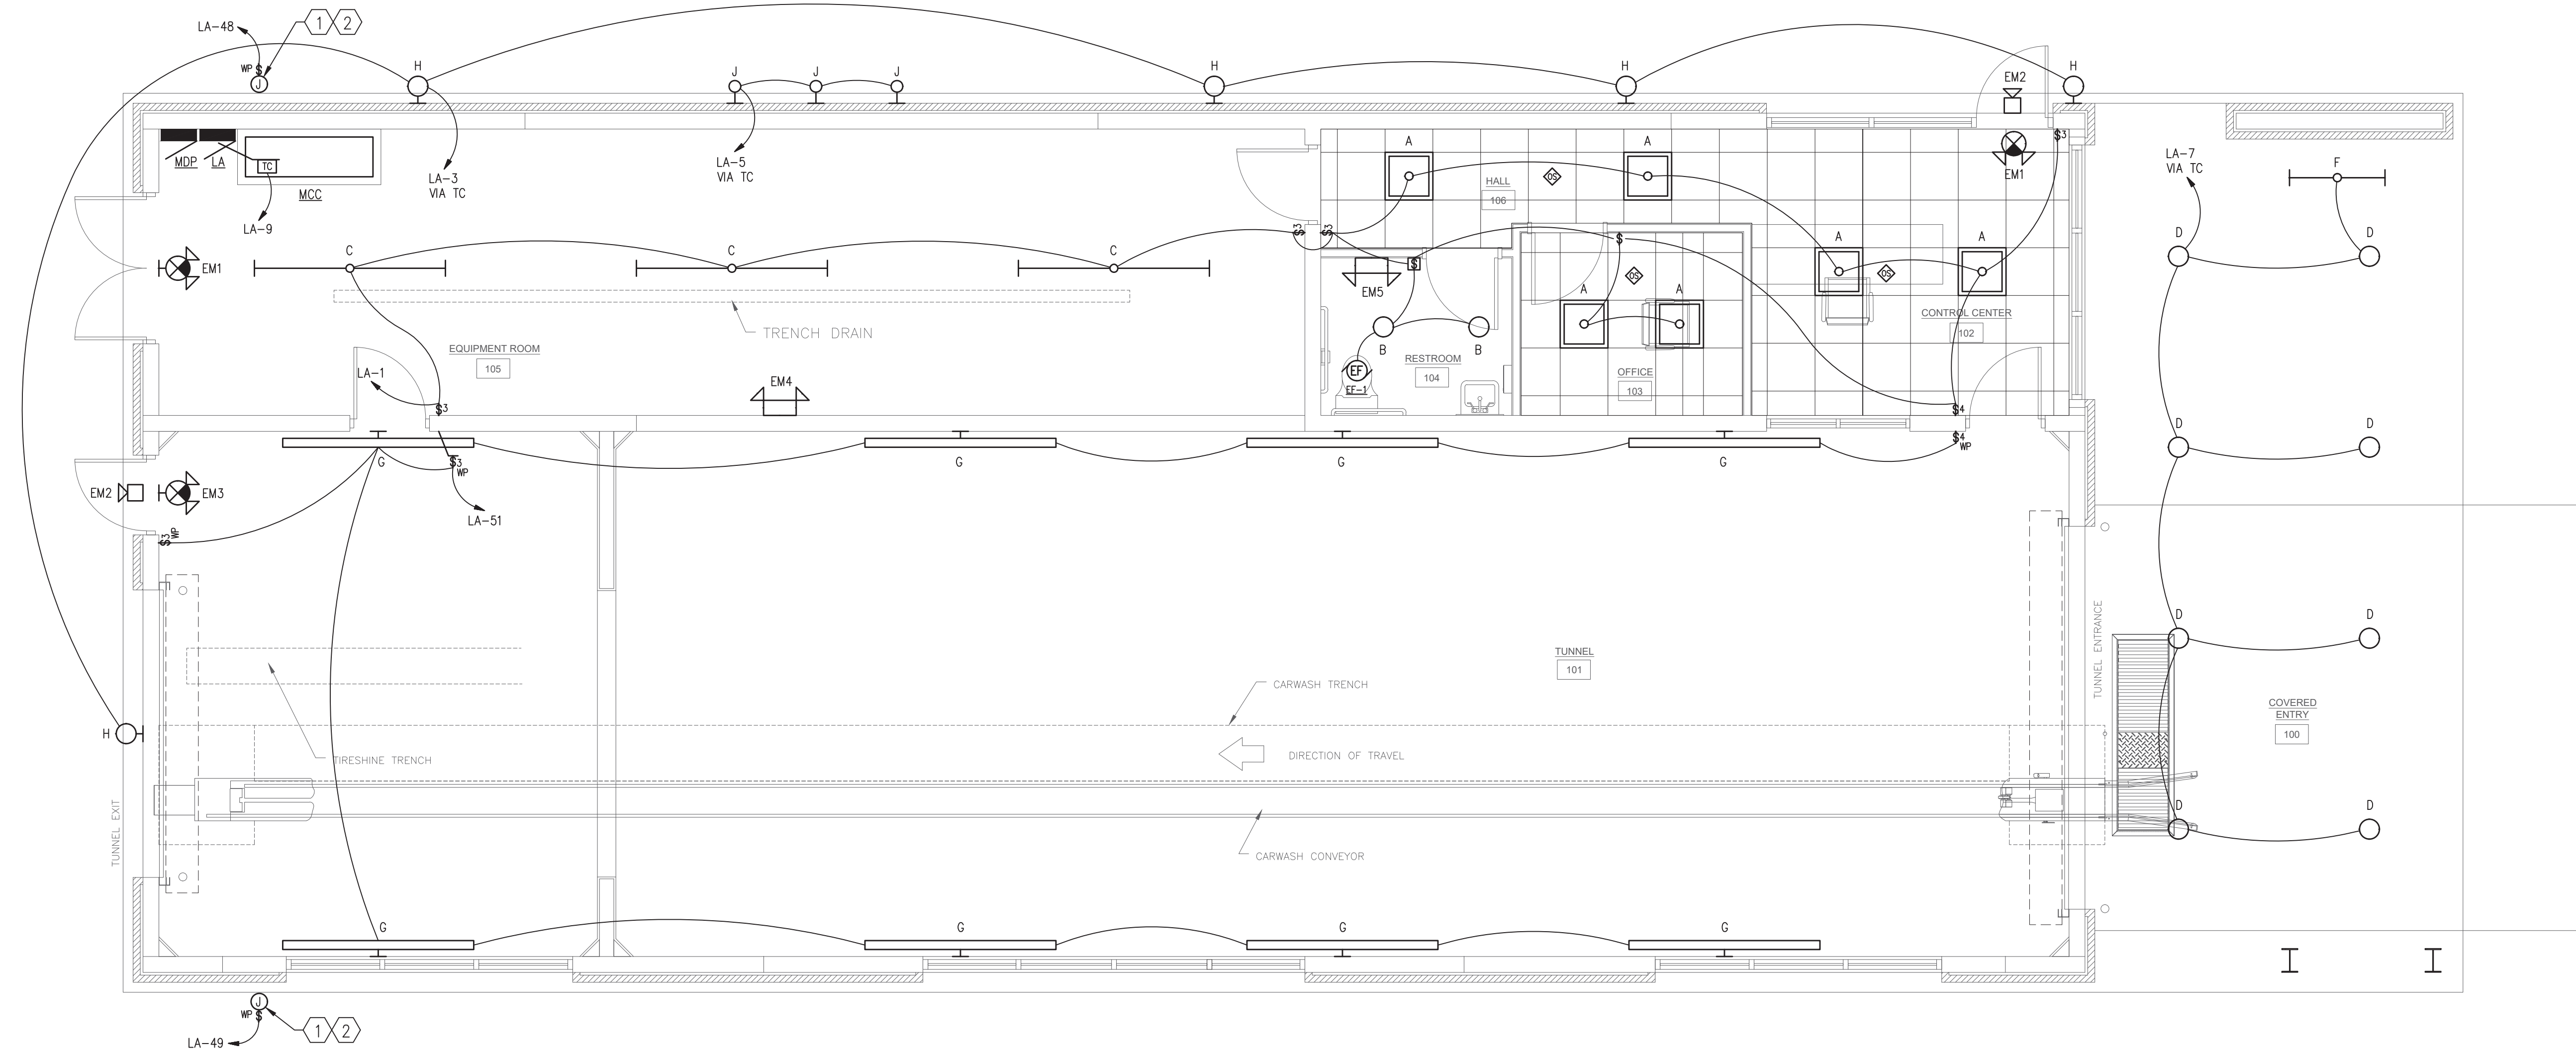 LA-48
1 2
WP $
J
H
J
J
J
H
H
H
EM2
MDP
LA
TC
MCC
LA-9
LA-3
VIA TC
LA-5
VIA TC
A
A
HALL
106
OS
EM1
$3
LA-7
VIA TC
F
D
D
EM1
C
C
C
$3
$3
$
$
EM5
OS
A
A
OS
A
A
TRENCH DRAIN
EQUIPMENT ROOM
105
LA-1
EM4
B
B
RESTROOM
104
EF
EF-1
OFFICE
103
CONTROL CENTER
102
$3
$4
$4
WP
G
$3
WP
G
G
G
D
D
EM2
EM3
LA-51
$3
WP
TUNNEL
101
D
D
TUNNEL ENTRANCE
CARWASH TRENCH
COVERED
ENTRY
100
H
TIRESHINE TRENCH
DIRECTION OF TRAVEL
TUNNEL EXIT
CARWASH CONVEYOR
D
D
G
G
G
G
J
WP $
1 2
LA-49